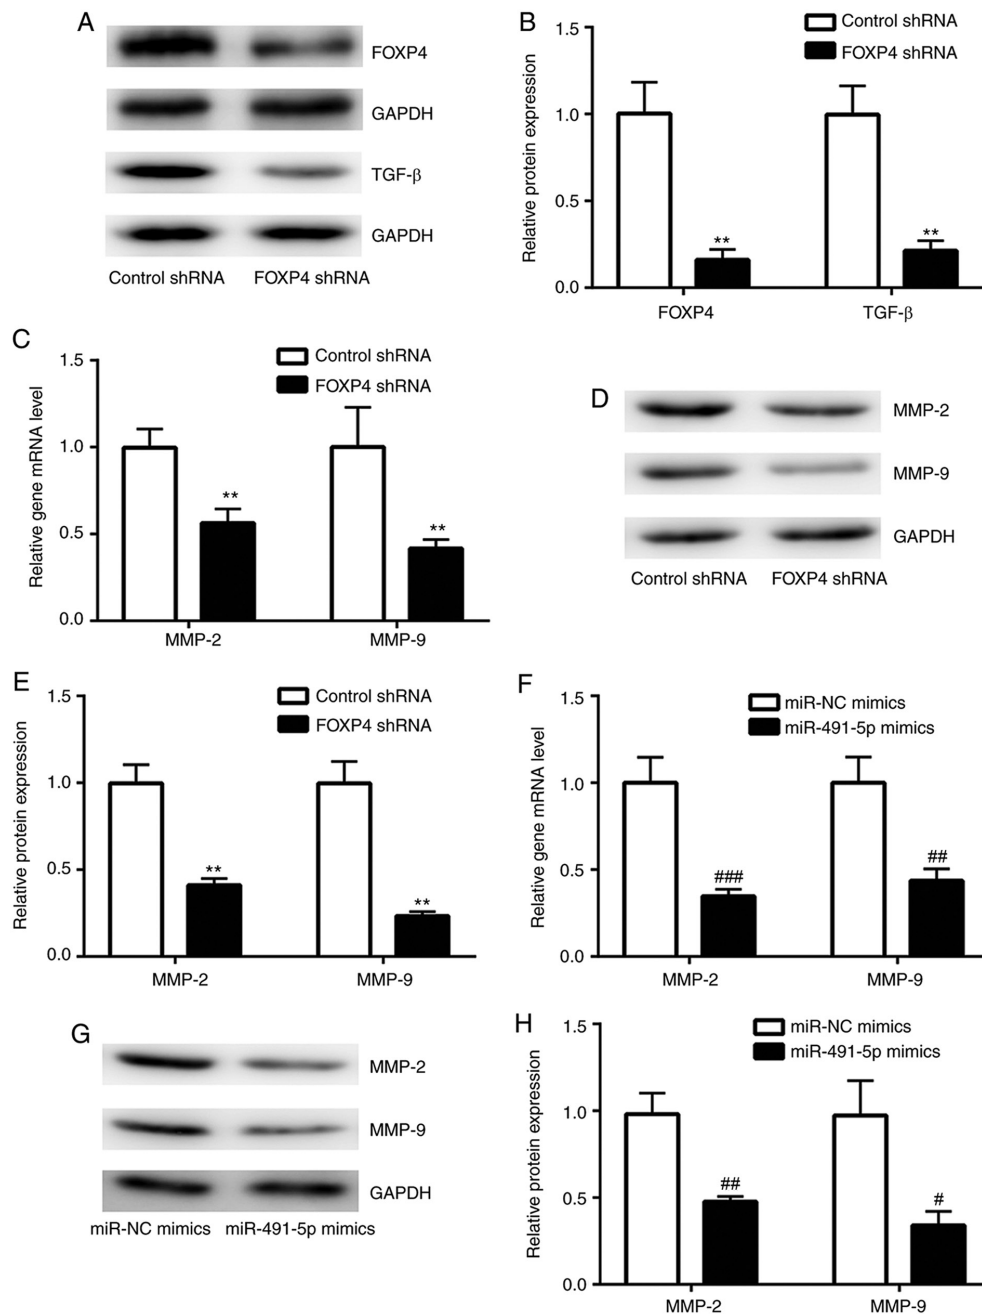 A
FOXP4
GAPDH
TGF-β
GAPDH
Control shRNA FOXP4 shRNA
B
Control shRNA
FOXP4 shRNA
Relative protein expression
1.5
1.0
0.5
0.0
**
**
FOXP4 TGF-β
C
Control shRNA
FOXP4 shRNA
Relative gene mRNA level
1.5
1.0
0.5
0.0
**
**
MMP-2 MMP-9
D
MMP-2
MMP-9
GAPDH
Control shRNA FOXP4 shRNA
E
Control shRNA
FOXP4 shRNA
Relative protein expression
1.5
1.0
0.5
0.0
**
**
MMP-2 MMP-9
F
miR-NC mimics
miR-491-5p mimics
Relative gene mRNA level
1.5
1.0
0.5
0.0
###
##
MMP-2 MMP-9
G
MMP-2
MMP-9
GAPDH
miR-NC mimics miR-491-5p mimics
H
miR-NC mimics
miR-491-5p mimics
Relative protein expression
1.5
1.0
0.5
0.0
##
#
MMP-2 MMP-9